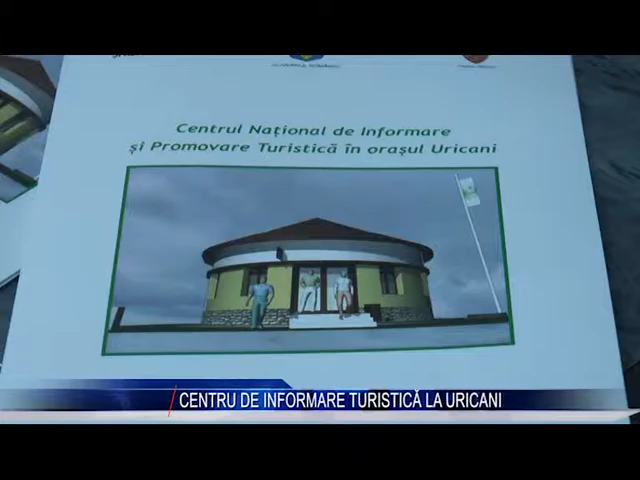 Centrul Național de Informare
și Promovare Turistică în orașul Uricani
CENTRU DE INFORMARE TURISTICĂ LA URICANI